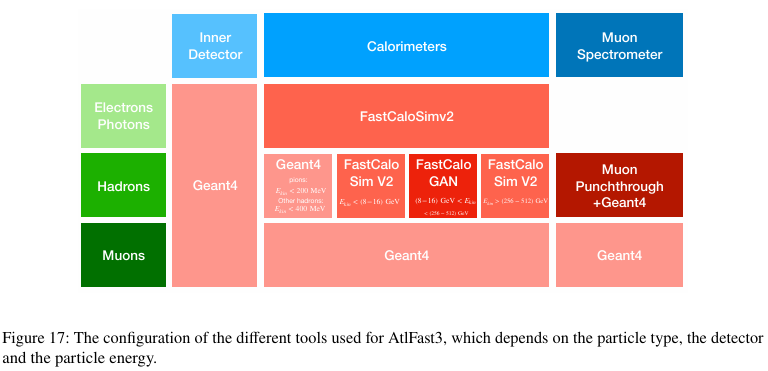 Inner
Detector
Calorimeters
Muon
Spectrometer
Electrons
Photons
FastCaloSimv2
Geant4
Hadrons
Geant4
pions:
E_kin < 200 MeV
Other hadrons:
E_kin < 400 MeV
FastCalo
Sim V2
E_kin < (8−16) GeV
FastCalo
GAN
(8−16) GeV < E_kin
< (256−512) GeV
FastCalo
Sim V2
E_kin > (256−512) GeV
Muon
Punchthrough
+Geant4
Muons
Geant4
Geant4
Figure 17: The configuration of the different tools used for AtlFast3, which depends on the particle type, the detector
and the particle energy.